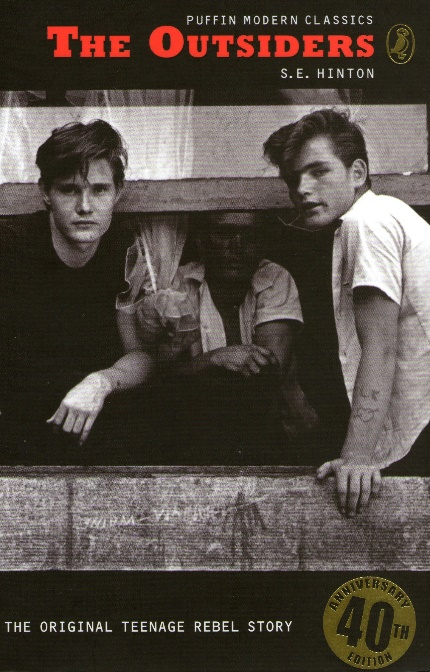 PUFFIN MODERN CLASSICS
THE OUTSIDERS
S.E. HINTON
THE ORIGINAL TEENAGE REBEL STORY
ANNIVERSARY
40TH
EDITION